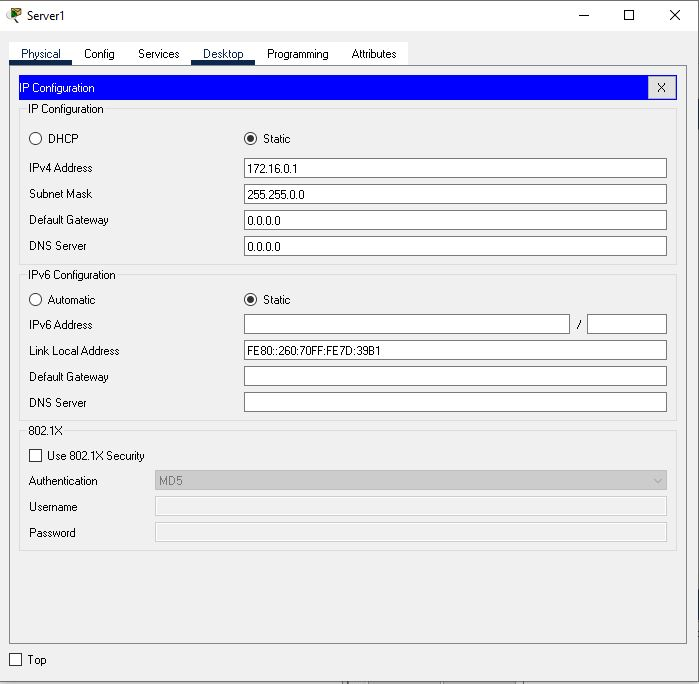 Server1
Physical Config Services Desktop Programming Attributes
IP Configuration X
IP Configuration
DHCP Static
IPv4 Address 172.16.0.1
Subnet Mask 255.255.0.0
Default Gateway 0.0.0.0
DNS Server 0.0.0.0
IPv6 Configuration
Automatic Static
IPv6 Address /
Link Local Address FE80::260:70FF:FE7D:39B1
Default Gateway
DNS Server
802.1X
Use 802.1X Security
Authentication MD5
Username
Password
Top